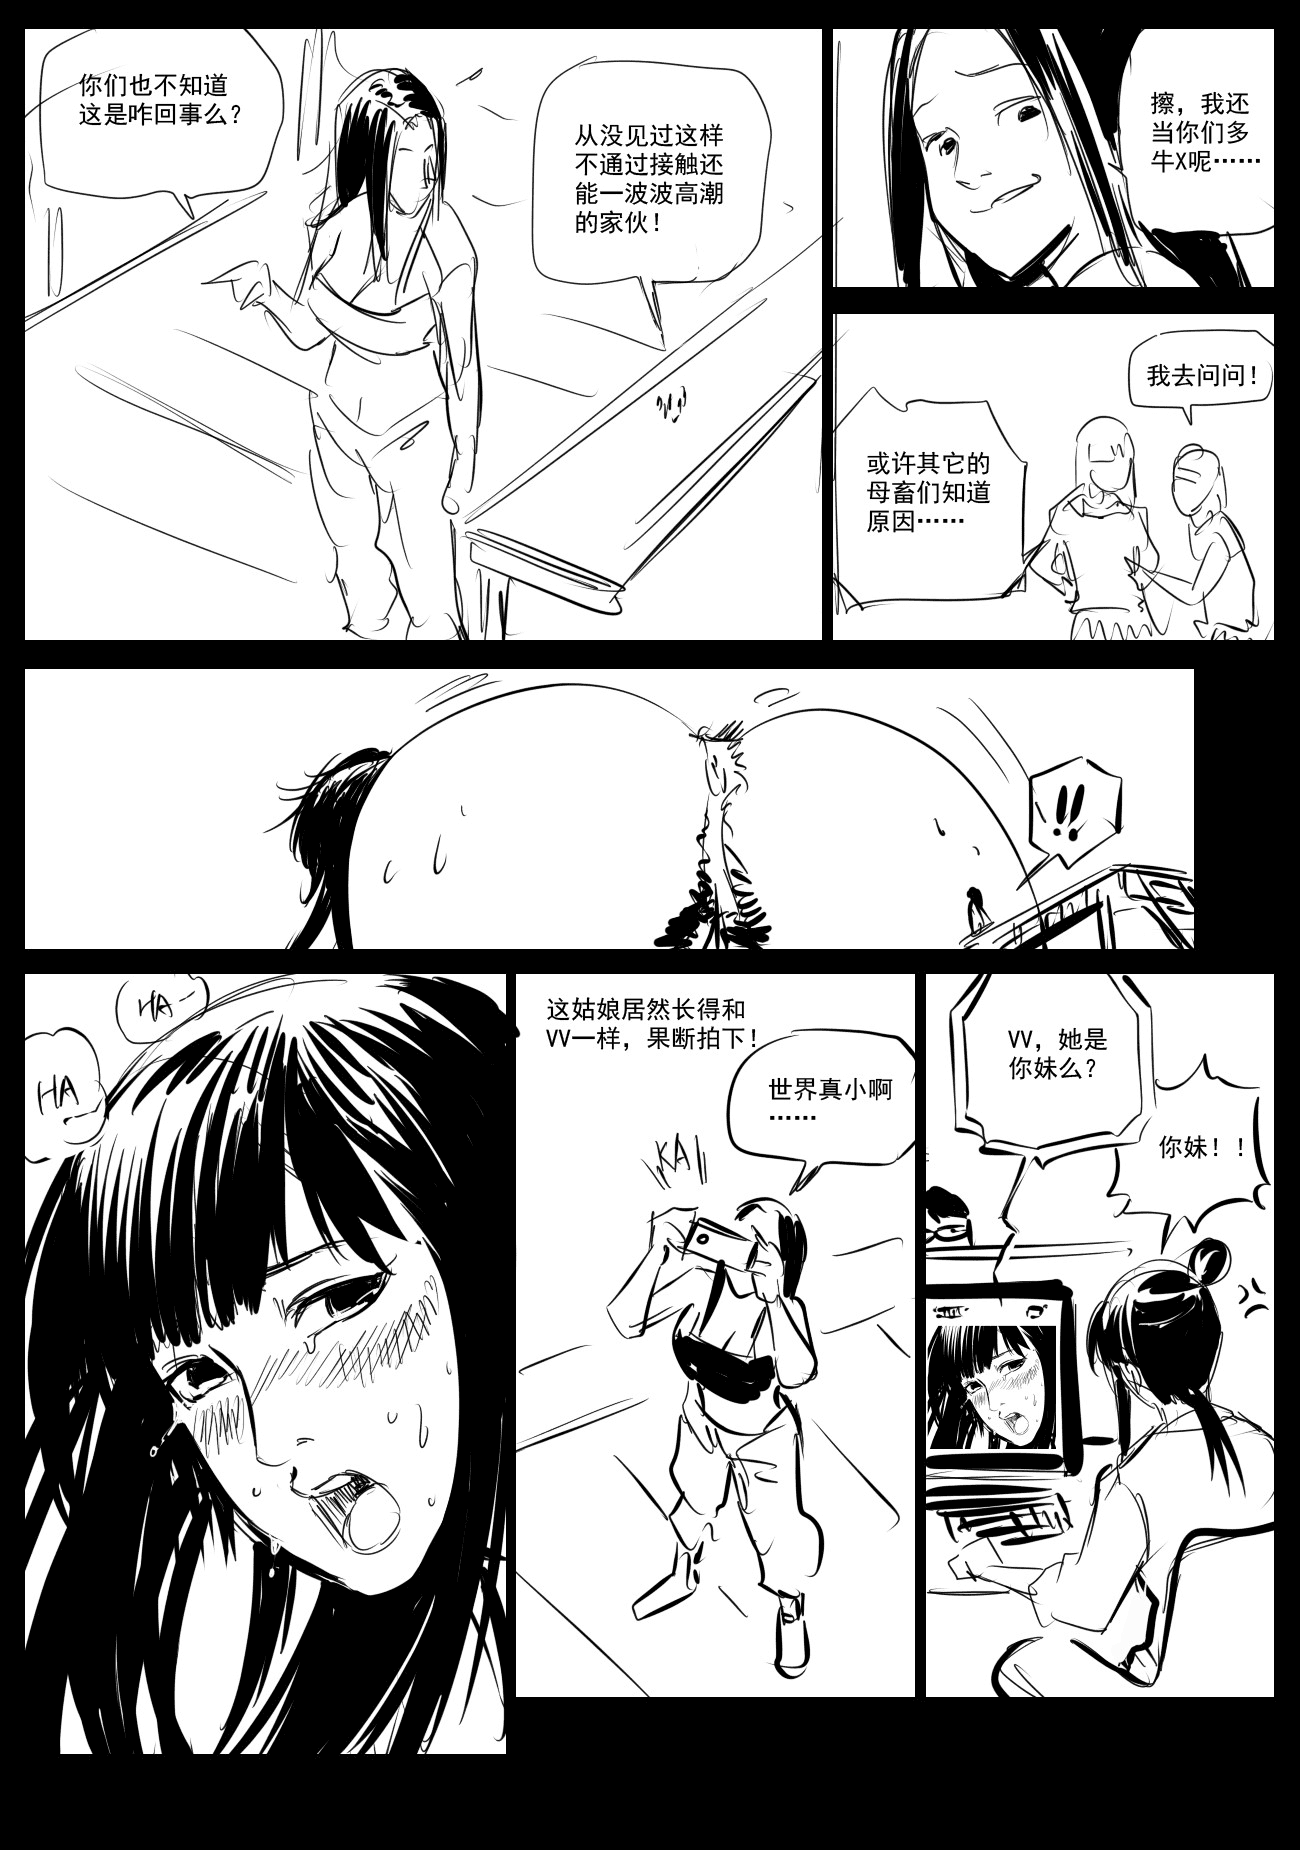 你们也不知道
这是咋回事么？
从没见过这样
不通过接触还
能一波波高潮
的家伙！
擦，我还
当你们多
牛X呢……
我去问问！
或许其它的
母畜们知道
原因……
!!
HA
HA
这姑娘居然长得和
VV一样，果断拍下！
世界真小啊
……
KA
VV，她是
你妹么？
你妹！！